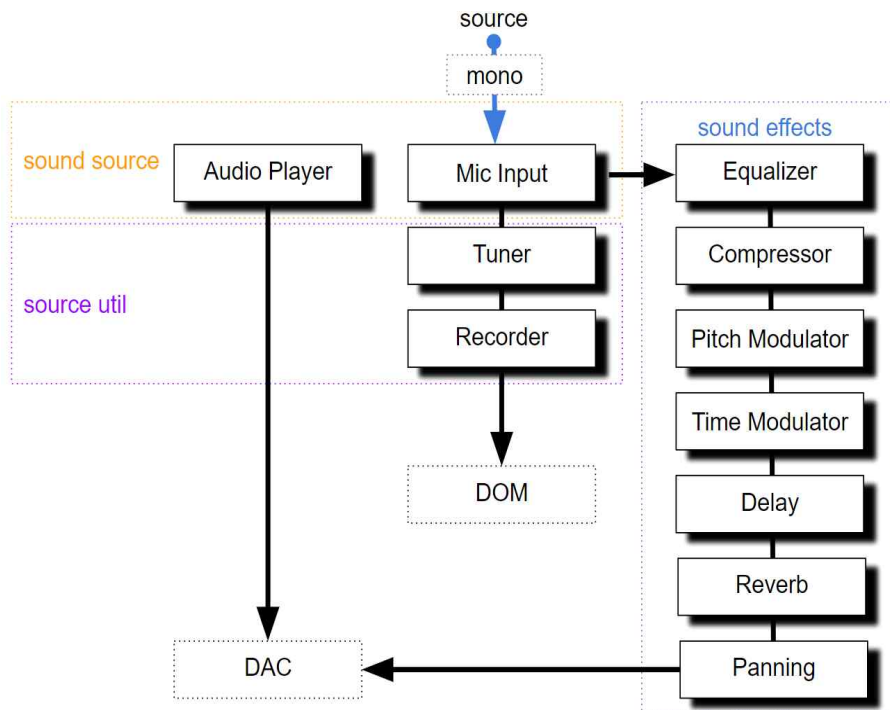 source
mono
sound effects
sound source
Audio Player
Mic Input
Equalizer
Tuner
Compressor
source util
Recorder
Pitch Modulator
Time Modulator
DOM
Delay
Reverb
DAC
Panning